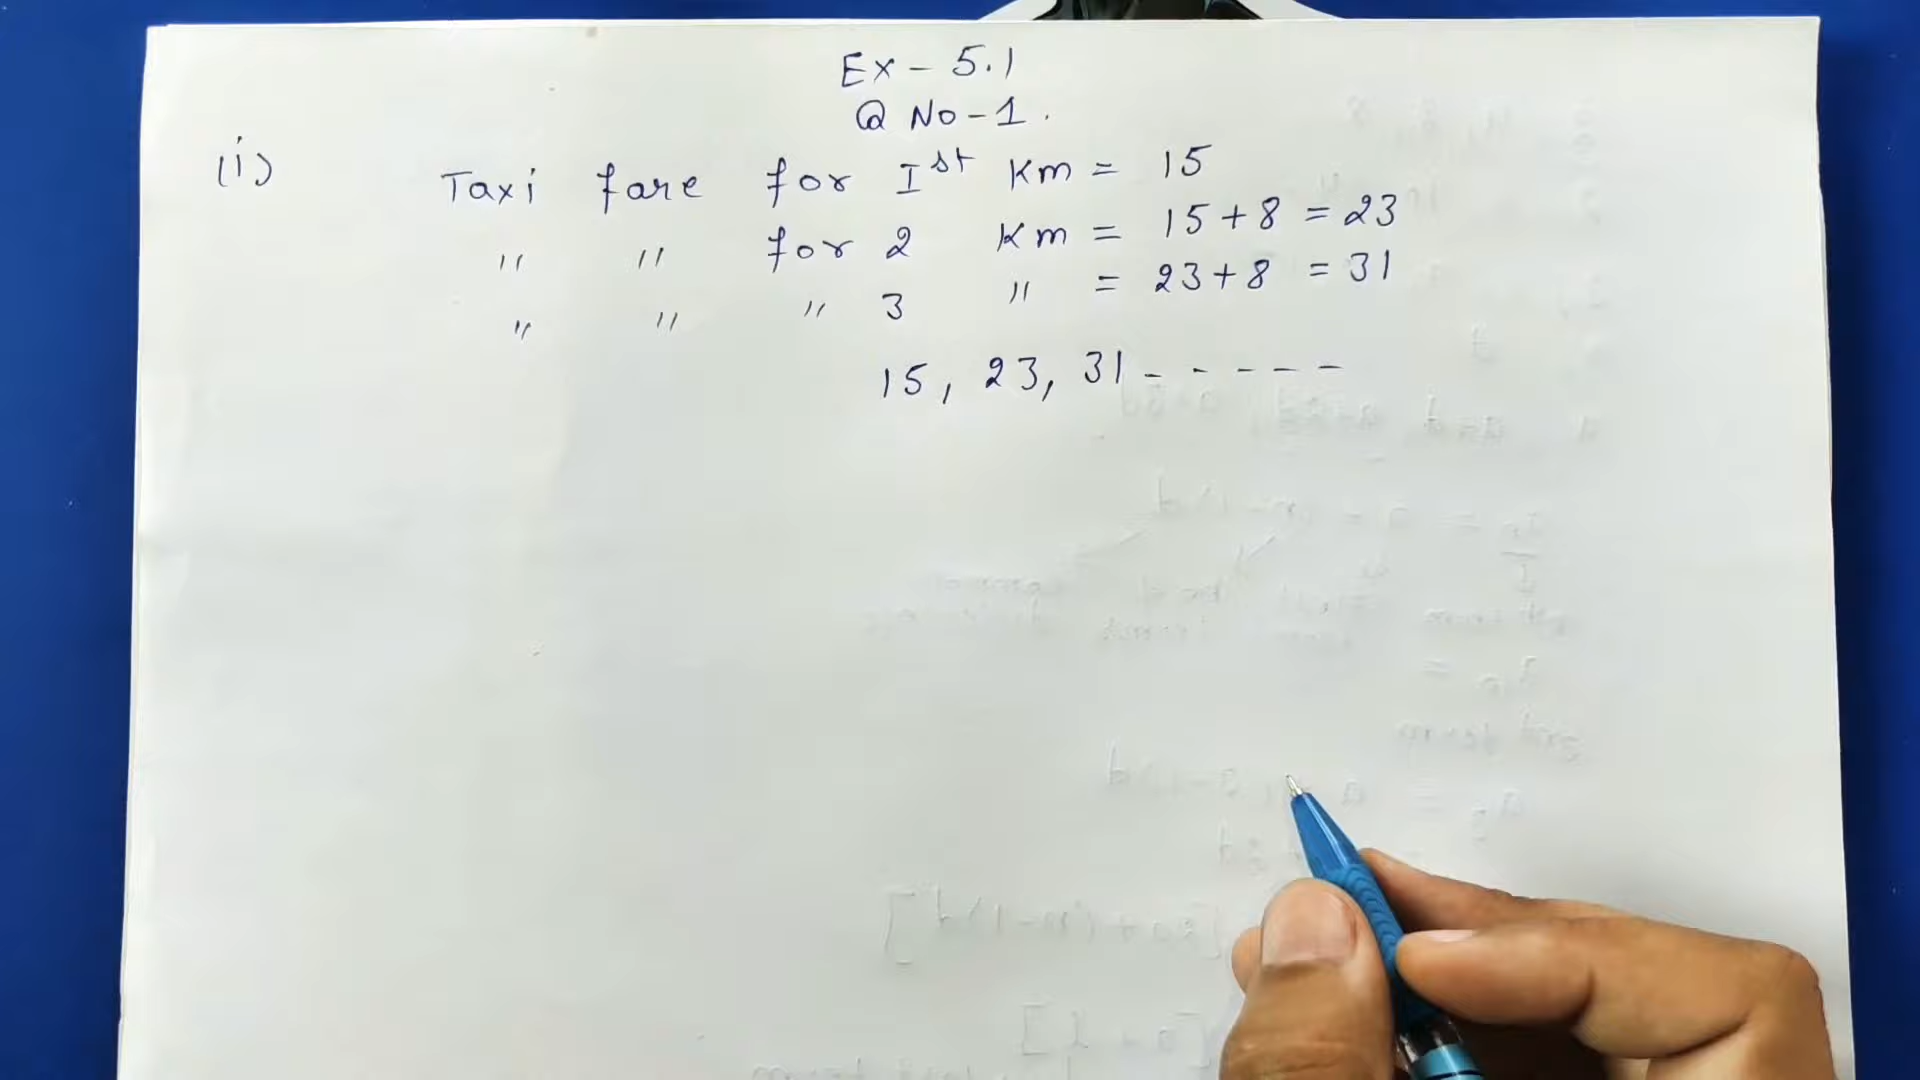 Ex - 5.1
Q No - 1.
(i) Taxi fare for Ist Km = 15
" " for 2 Km = 15 + 8 = 23
" " " 3 " = 23 + 8 = 31
15, 23, 31 - - - - -